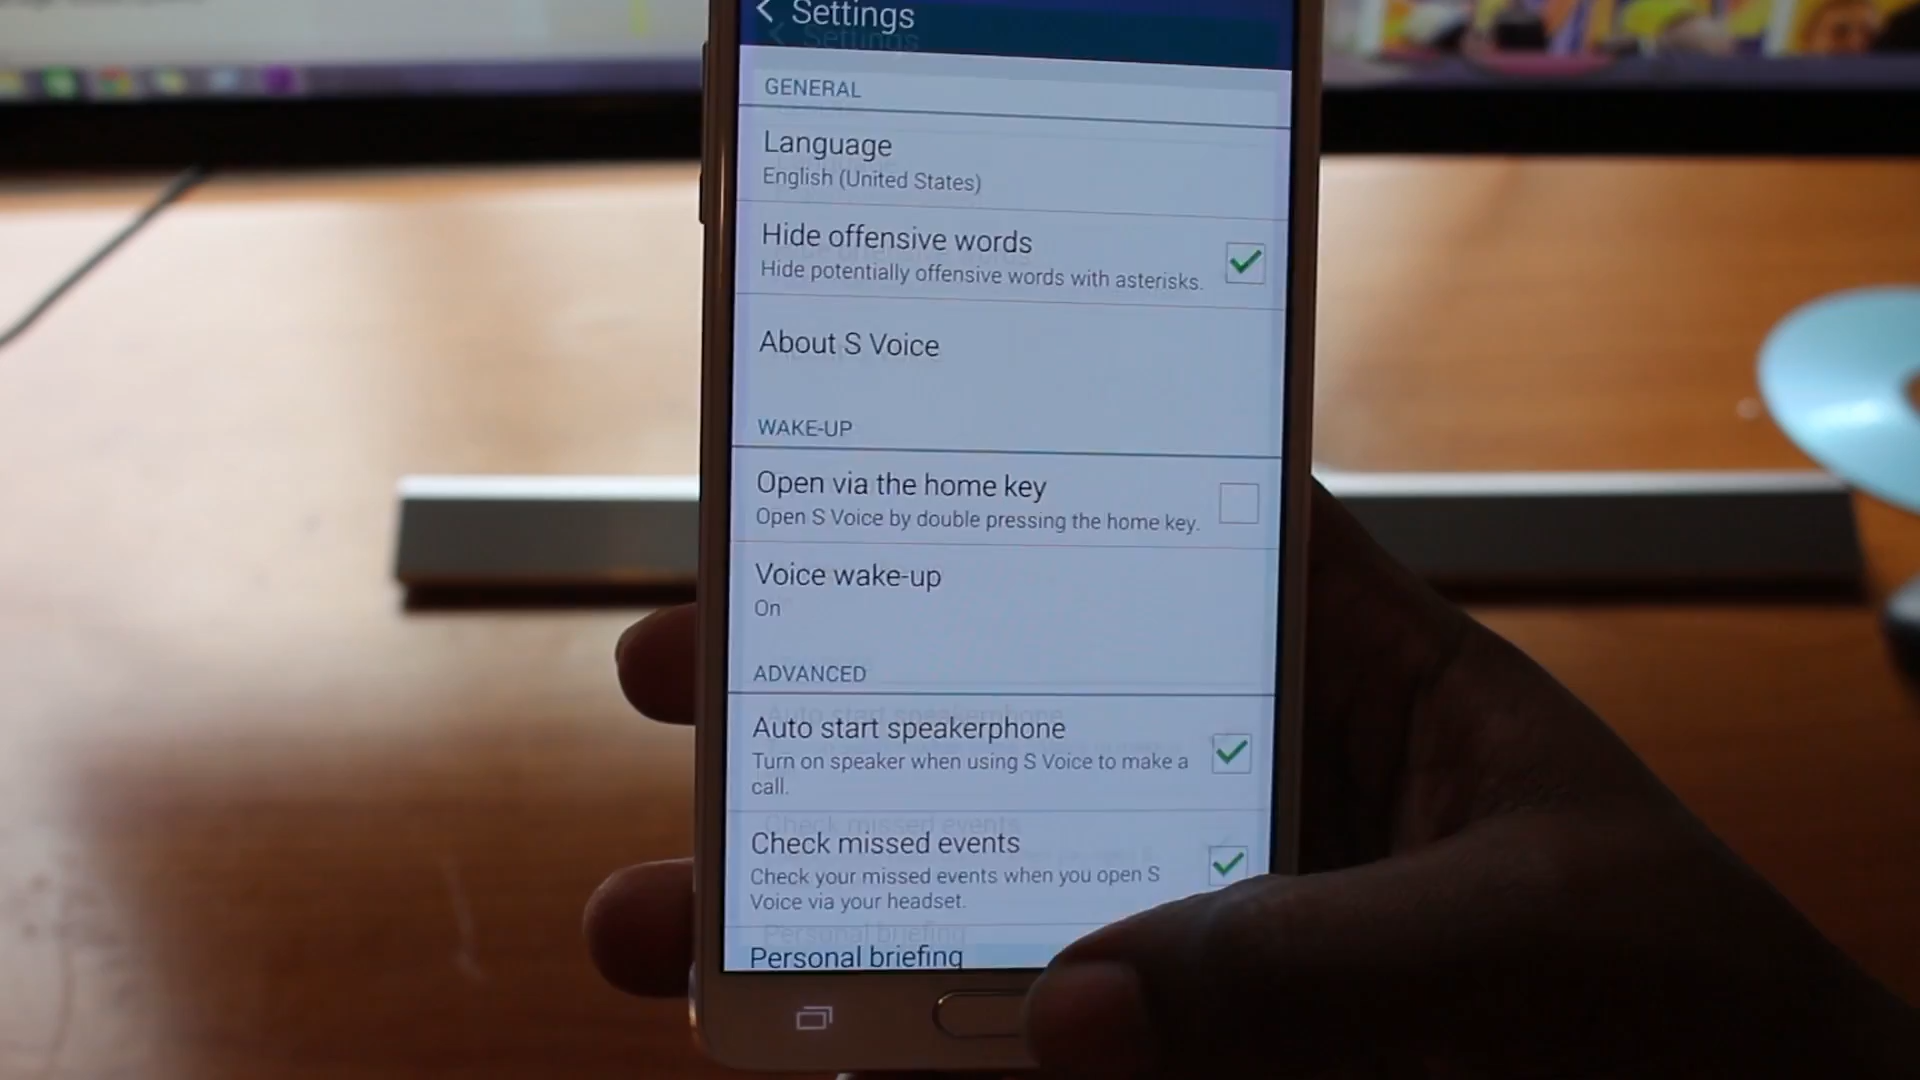 Settings
GENERAL
Language
English (United States)
Hide offensive words
Hide potentially offensive words with asterisks.
About S Voice
WAKE-UP
Open via the home key
Open S Voice by double pressing the home key.
Voice wake-up
On
ADVANCED
Auto start speakerphone
Turn on speaker when using S Voice to make a
call.
Check missed events
Check your missed events when you open S
Voice via your headset.
Personal briefing